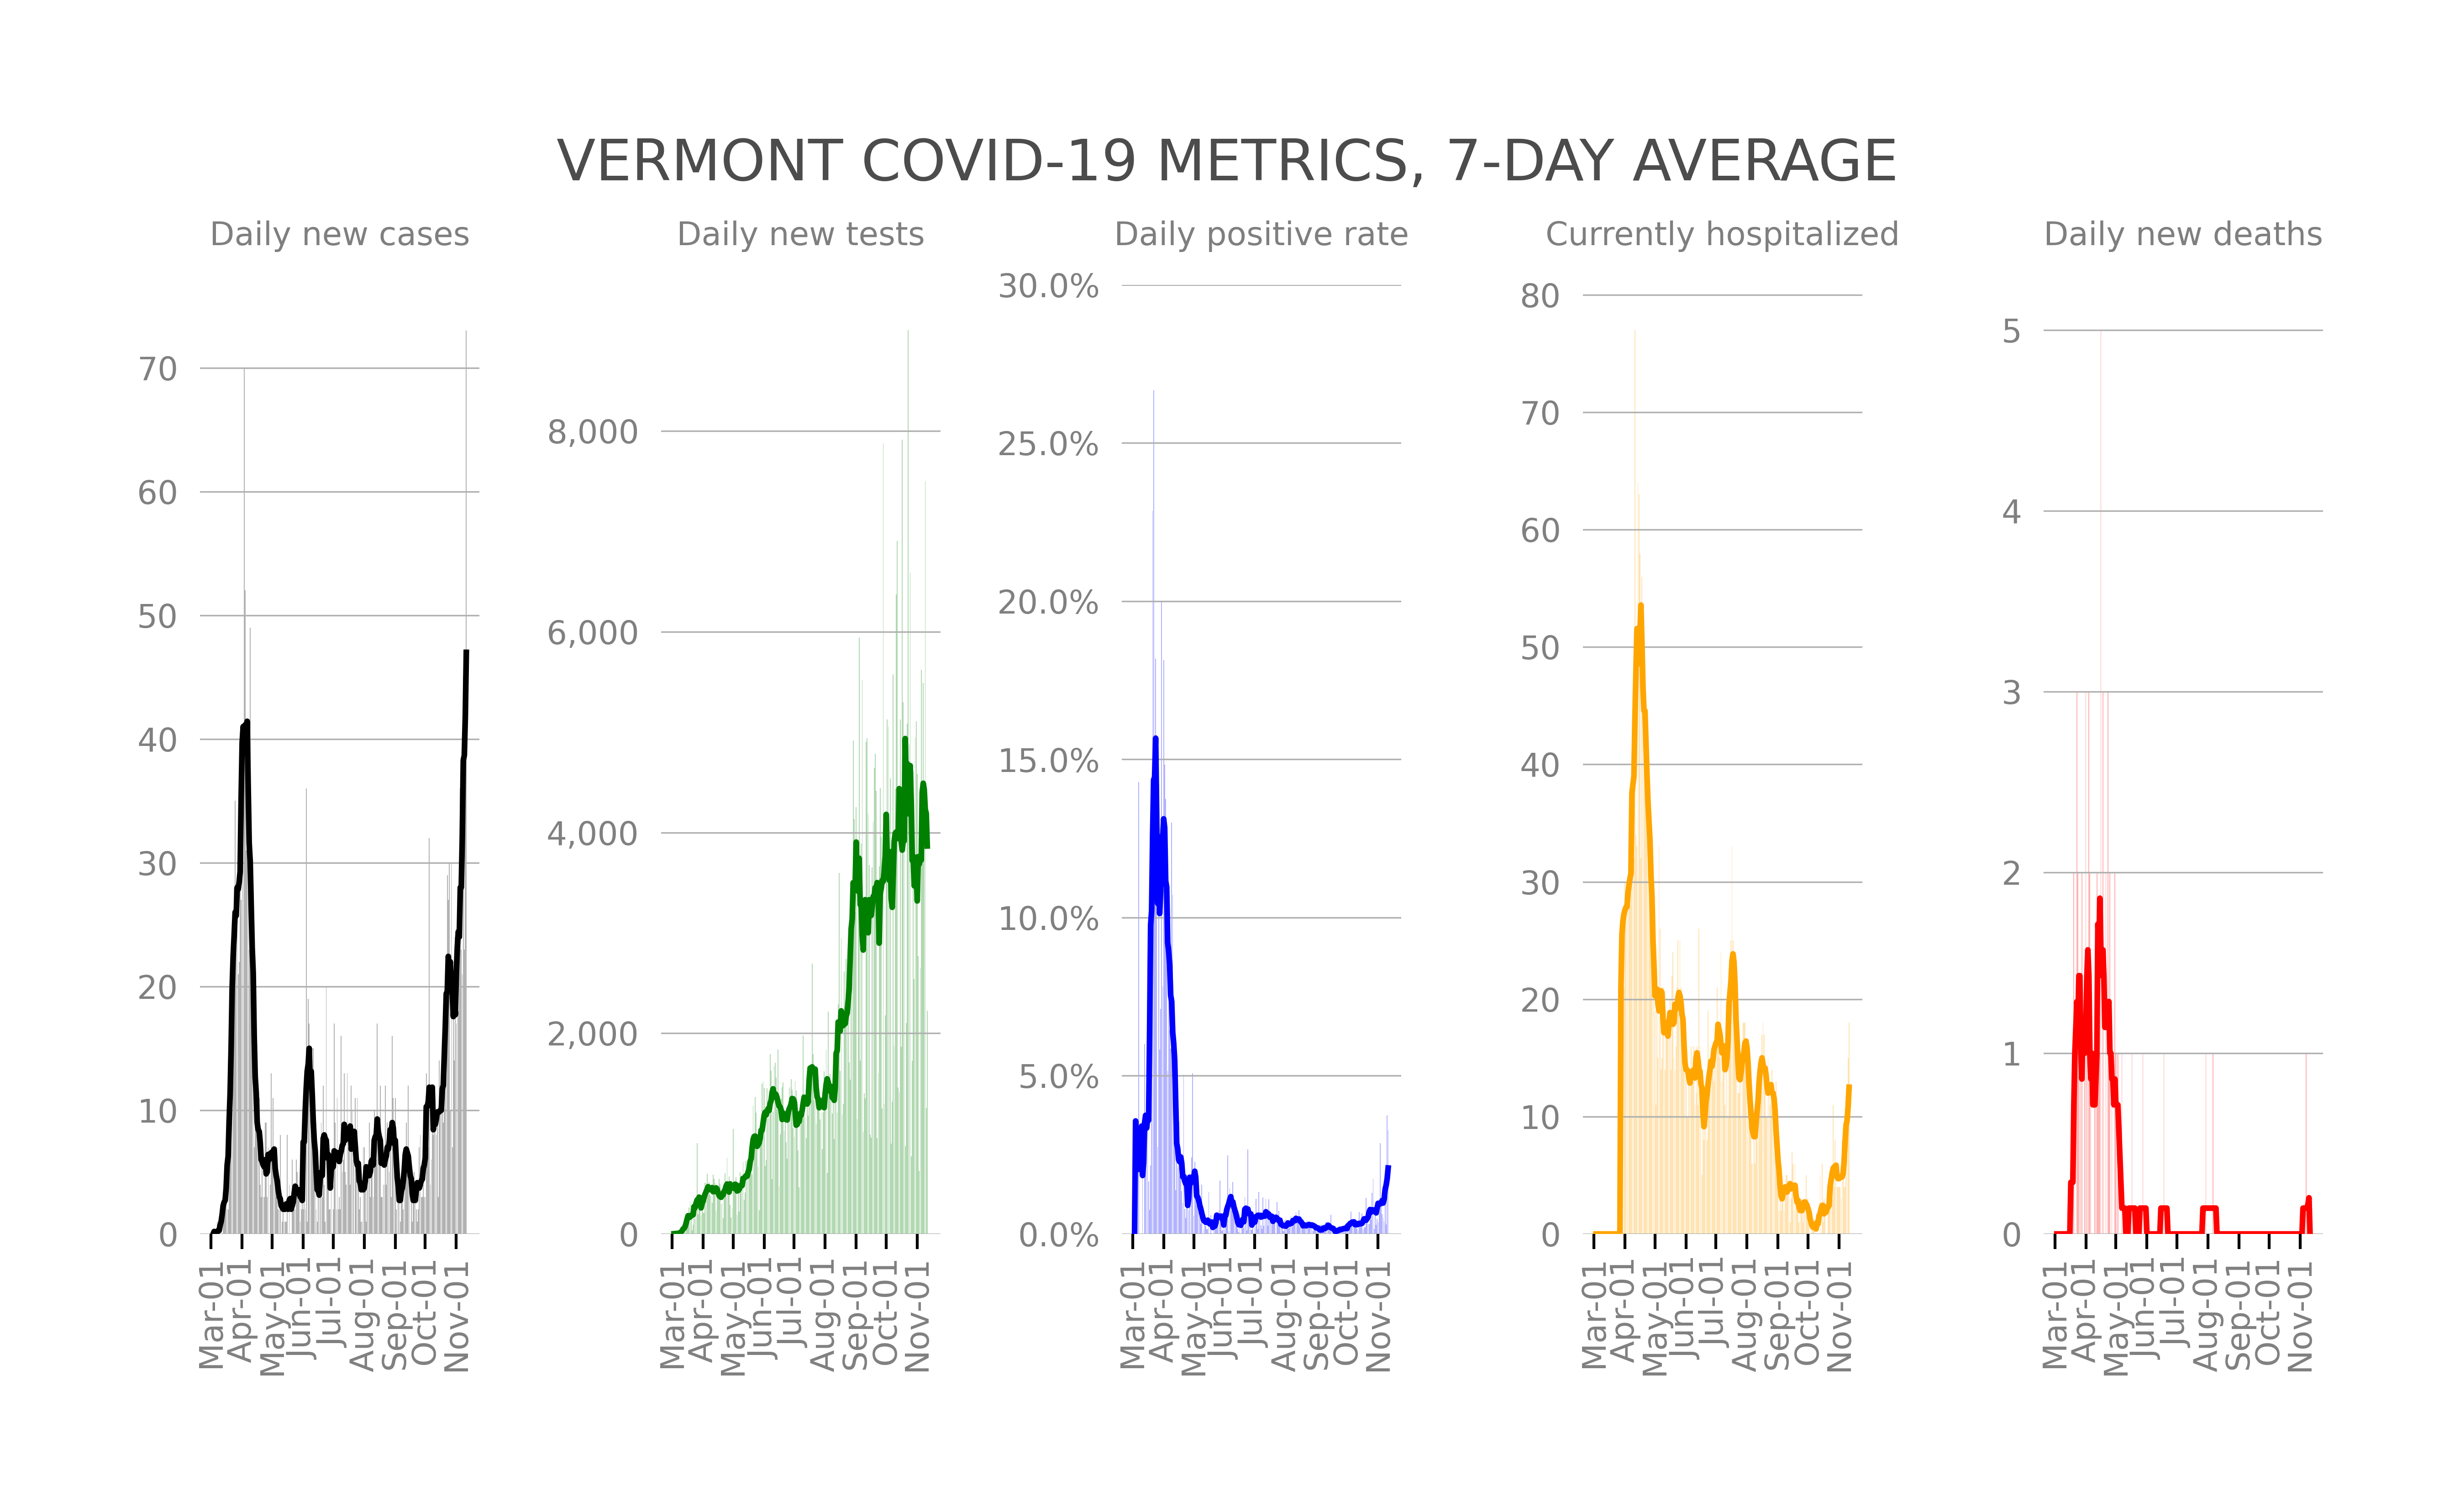 VERMONT COVID-19 METRICS, 7-DAY AVERAGE
Daily new cases
70
60
50
40
30
20
10
0
Mar-01
Apr-01
May-01
Jun-01
Jul-01
Aug-01
Sep-01
Oct-01
Nov-01
Daily new tests
8,000
6,000
4,000
2,000
0
Mar-01
Apr-01
May-01
Jun-01
Jul-01
Aug-01
Sep-01
Oct-01
Nov-01
Daily positive rate
30.0%
25.0%
20.0%
15.0%
10.0%
5.0%
0.0%
Mar-01
Apr-01
May-01
Jun-01
Jul-01
Aug-01
Sep-01
Oct-01
Nov-01
Currently hospitalized
80
70
60
50
40
30
20
10
0
Mar-01
Apr-01
May-01
Jun-01
Jul-01
Aug-01
Sep-01
Oct-01
Nov-01
Daily new deaths
5
4
3
2
1
0
Mar-01
Apr-01
May-01
Jun-01
Jul-01
Aug-01
Sep-01
Oct-01
Nov-01